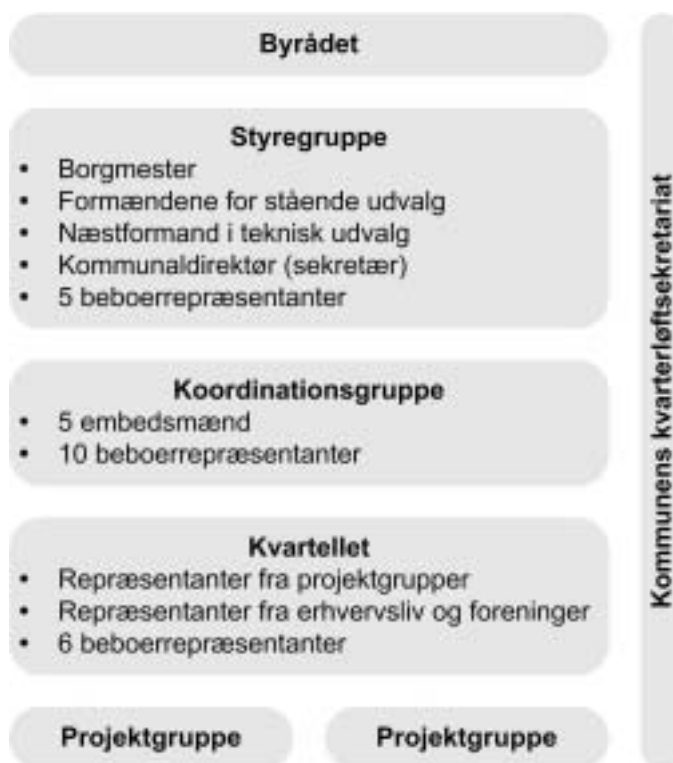 Byrådet
Styregruppe
• Borgmester
• Formændene for stående udvalg
• Næstformand i teknisk udvalg
• Kommunaldirektør (sekretær)
• 5 beboerrepræsentanter
Koordinationsgruppe
• 5 embedsmænd
• 10 beboerrepræsentanter
Kvartellet
• Repræsentanter fra projektgrupper
• Repræsentanter fra erhvervsliv og foreninger
• 6 beboerrepræsentanter
Projektgruppe
Projektgruppe
Kommunens kvarterløftsekretariat